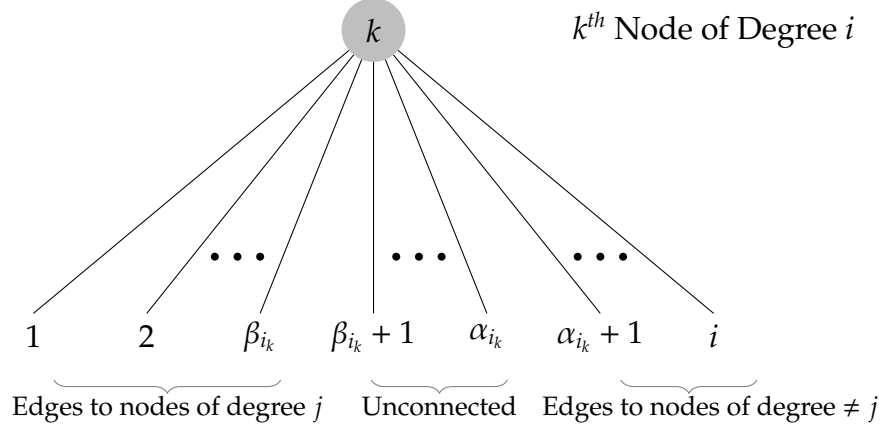 k k^{th} Node of Degree i
1 2 β_{i_k} β_{i_k} + 1 α_{i_k} α_{i_k} + 1 i
Edges to nodes of degree j Unconnected Edges to nodes of degree ≠ j